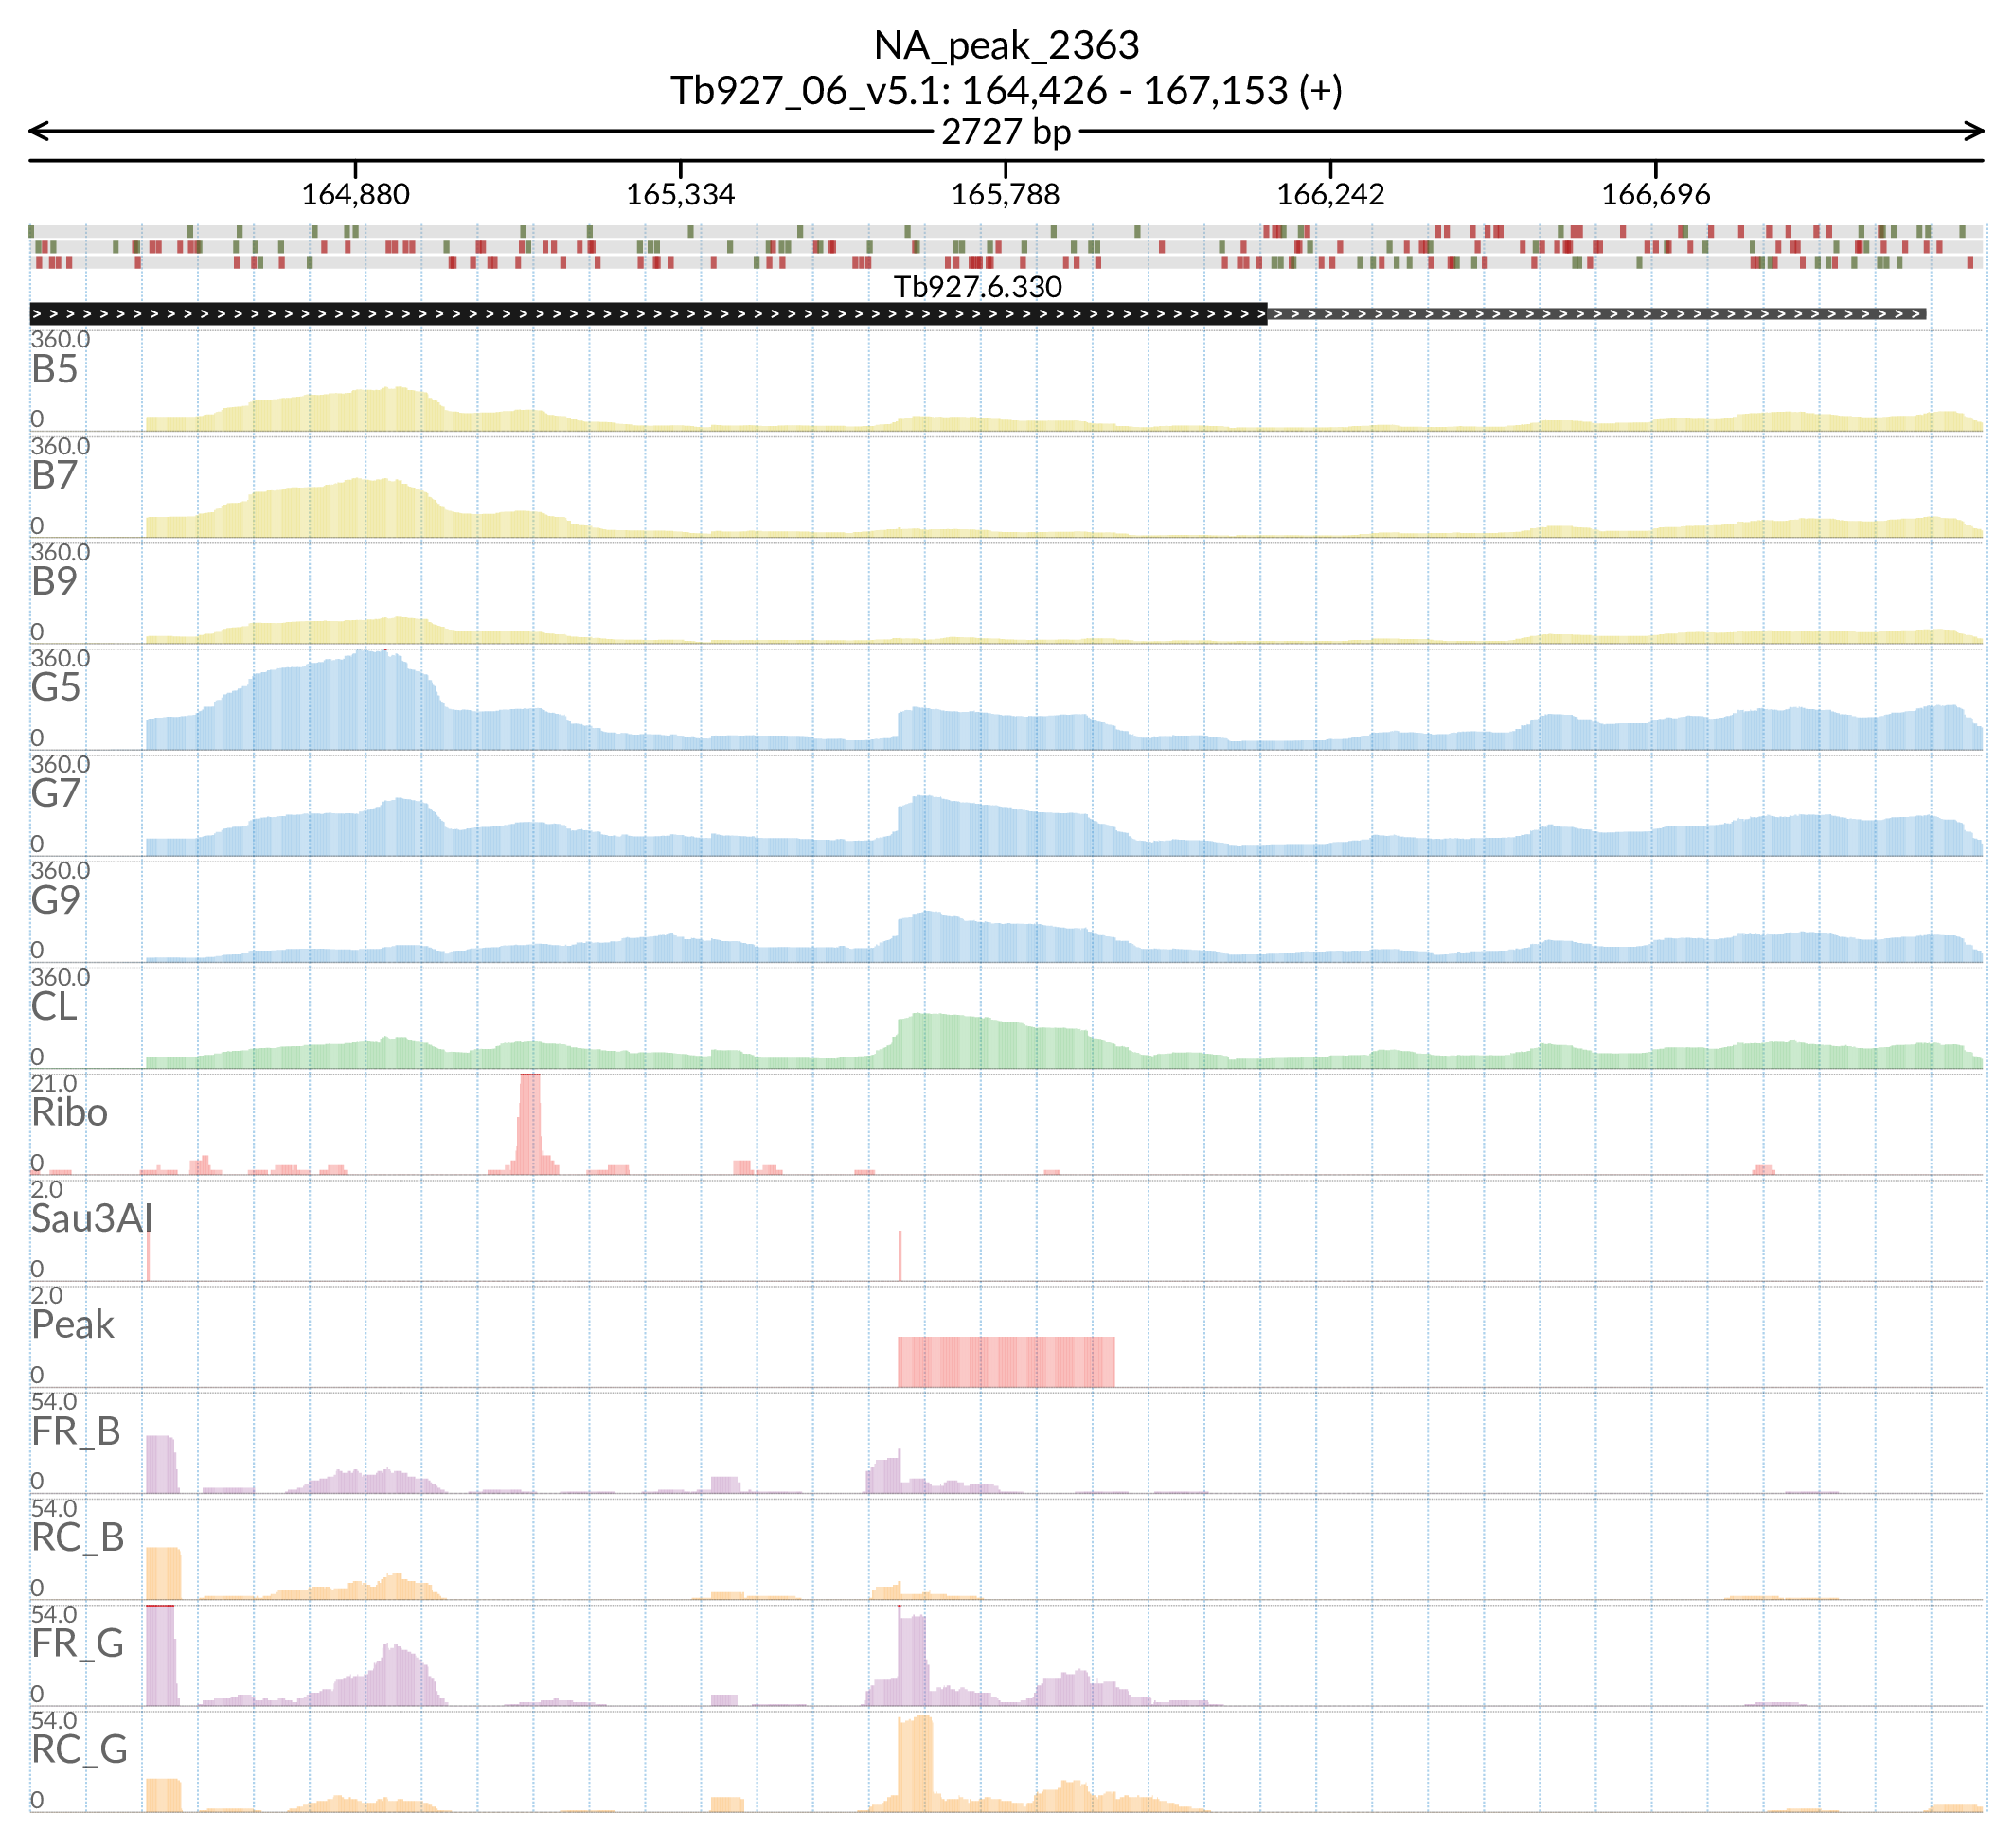 NA_peak_2363
Tb927_06_v5.1: 164,426 - 167,153 (+)
2727 bp
164,880 165,334 165,788 166,242 166,696
Tb927.6.330
360.0
B5
0
360.0
B7
0
360.0
B9
0
360.0
G5
0
360.0
G7
0
360.0
G9
0
360.0
CL
0
21.0
Ribo
0
2.0
Sau3AI
0
2.0
Peak
0
54.0
FR_B
0
54.0
RC_B
0
54.0
FR_G
0
54.0
RC_G
0